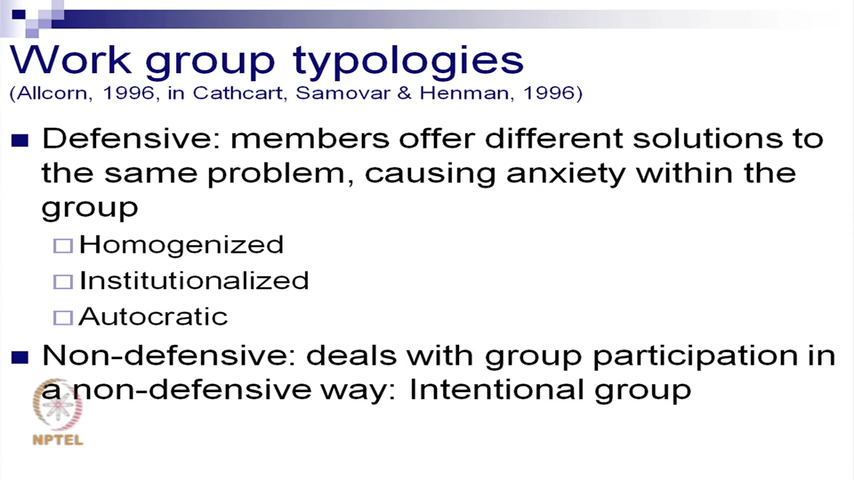 Work group typologies
(Allcorn, 1996, in Cathcart, Samovar & Henman, 1996)
Defensive: members offer different solutions to
the same problem, causing anxiety within the
group
Homogenized
Institutionalized
Autocratic
Non-defensive: deals with group participation in
a non-defensive way: Intentional group
NPTEL